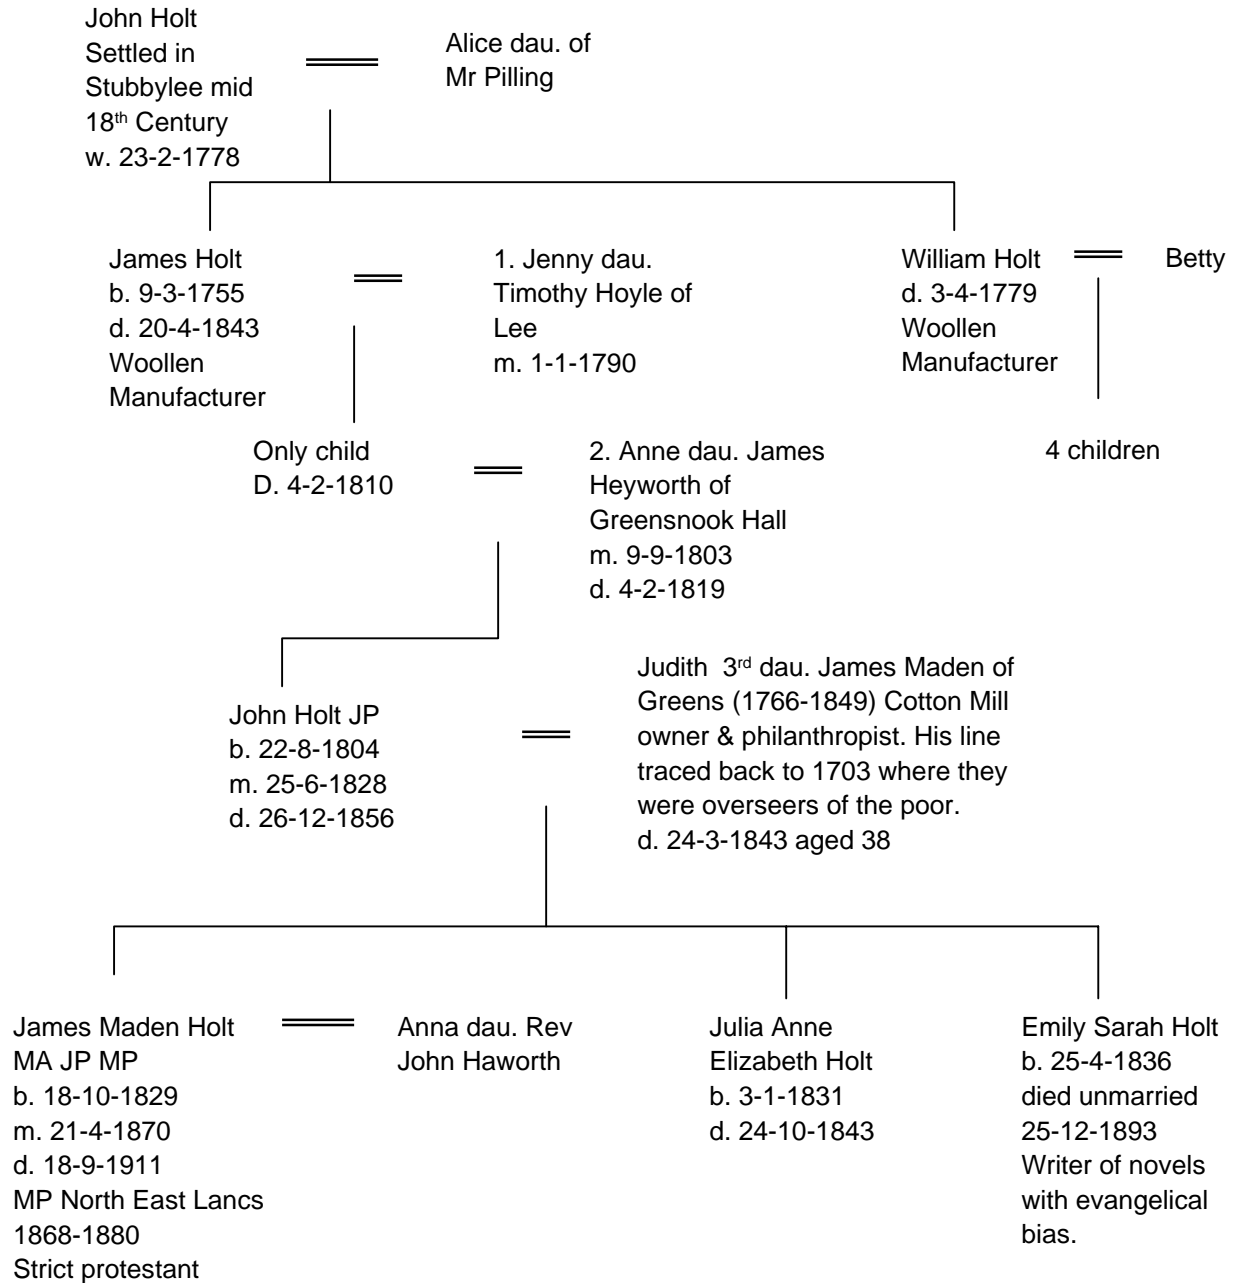 John Holt
Settled in
Stubbylee mid
18th Century
w. 23-2-1778
Alice dau. of
Mr Pilling
James Holt
b. 9-3-1755
d. 20-4-1843
Woollen
Manufacturer
1. Jenny dau.
Timothy Hoyle of
Lee
m. 1-1-1790
William Holt
d. 3-4-1779
Woollen
Manufacturer
Betty
Only child
D. 4-2-1810
2. Anne dau. James
Heyworth of
Greensnook Hall
m. 9-9-1803
d. 4-2-1819
4 children
John Holt JP
b. 22-8-1804
m. 25-6-1828
d. 26-12-1856
Judith 3rd dau. James Maden of
Greens (1766-1849) Cotton Mill
owner & philanthropist. His line
traced back to 1703 where they
were overseers of the poor.
d. 24-3-1843 aged 38
James Maden Holt
MA JP MP
b. 18-10-1829
m. 21-4-1870
d. 18-9-1911
MP North East Lancs
1868-1880
Strict protestant
Anna dau. Rev
John Haworth
Julia Anne
Elizabeth Holt
b. 3-1-1831
d. 24-10-1843
Emily Sarah Holt
b. 25-4-1836
died unmarried
25-12-1893
Writer of novels
with evangelical
bias.